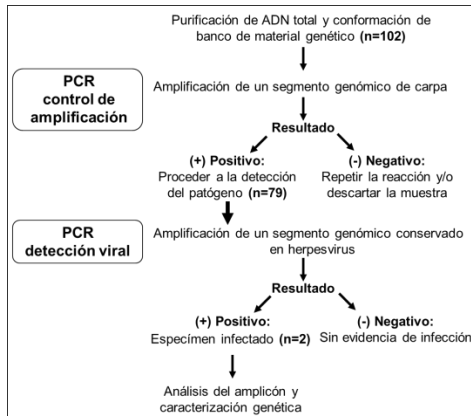 Purificación de ADN total y conformación de
banco de material genético (n=102)
PCR
control de
amplificación
Amplificación de un segmento genómico de carpa
Resultado
(+) Positivo:
Proceder a la detección
del patógeno (n=79)
(-) Negativo:
Repetir la reacción y/o
descartar la muestra
PCR
detección viral
Amplificación de un segmento genómico conservado
en herpesvirus
Resultado
(+) Positivo:
Espécimen infectado (n=2)
(-) Negativo:
Sin evidencia de infección
Análisis del amplicón y
caracterización genética